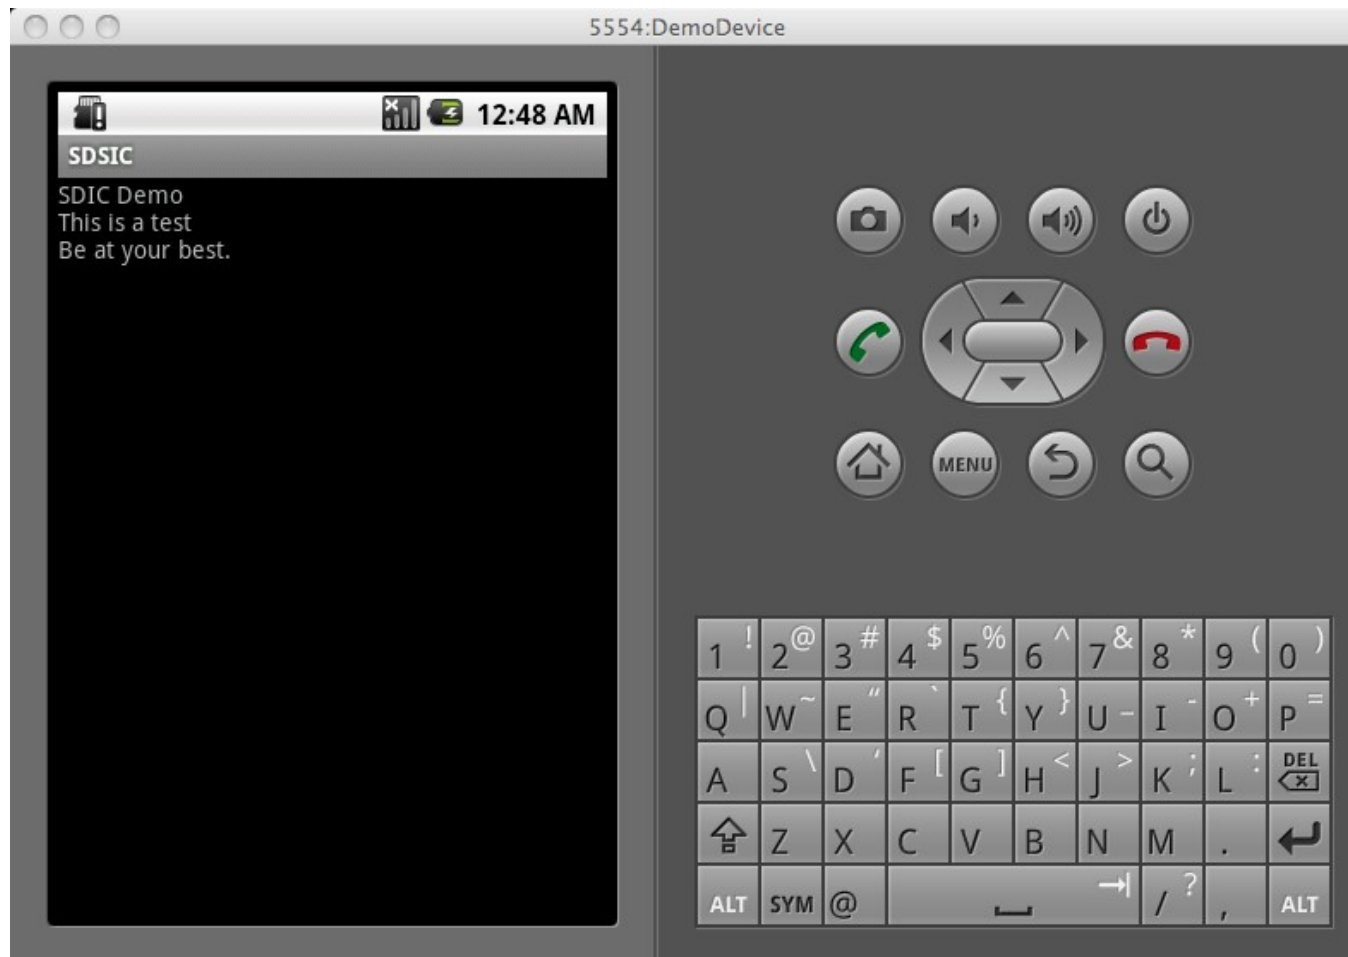 5554:DemoDevice
12:48 AM
SDSIC
SDIC Demo
This is a test
Be at your best.
MENU
1 ! 2 @ 3 # 4 $ 5 % 6 ^ 7 & 8 * 9 ( 0 )
Q | W ~ E " R ` T { Y } U _ I - O + P =
A S \ D ' F [ G ] H < J > K ; L : DEL
Z X C V B N M .
ALT SYM @ / ? , ALT